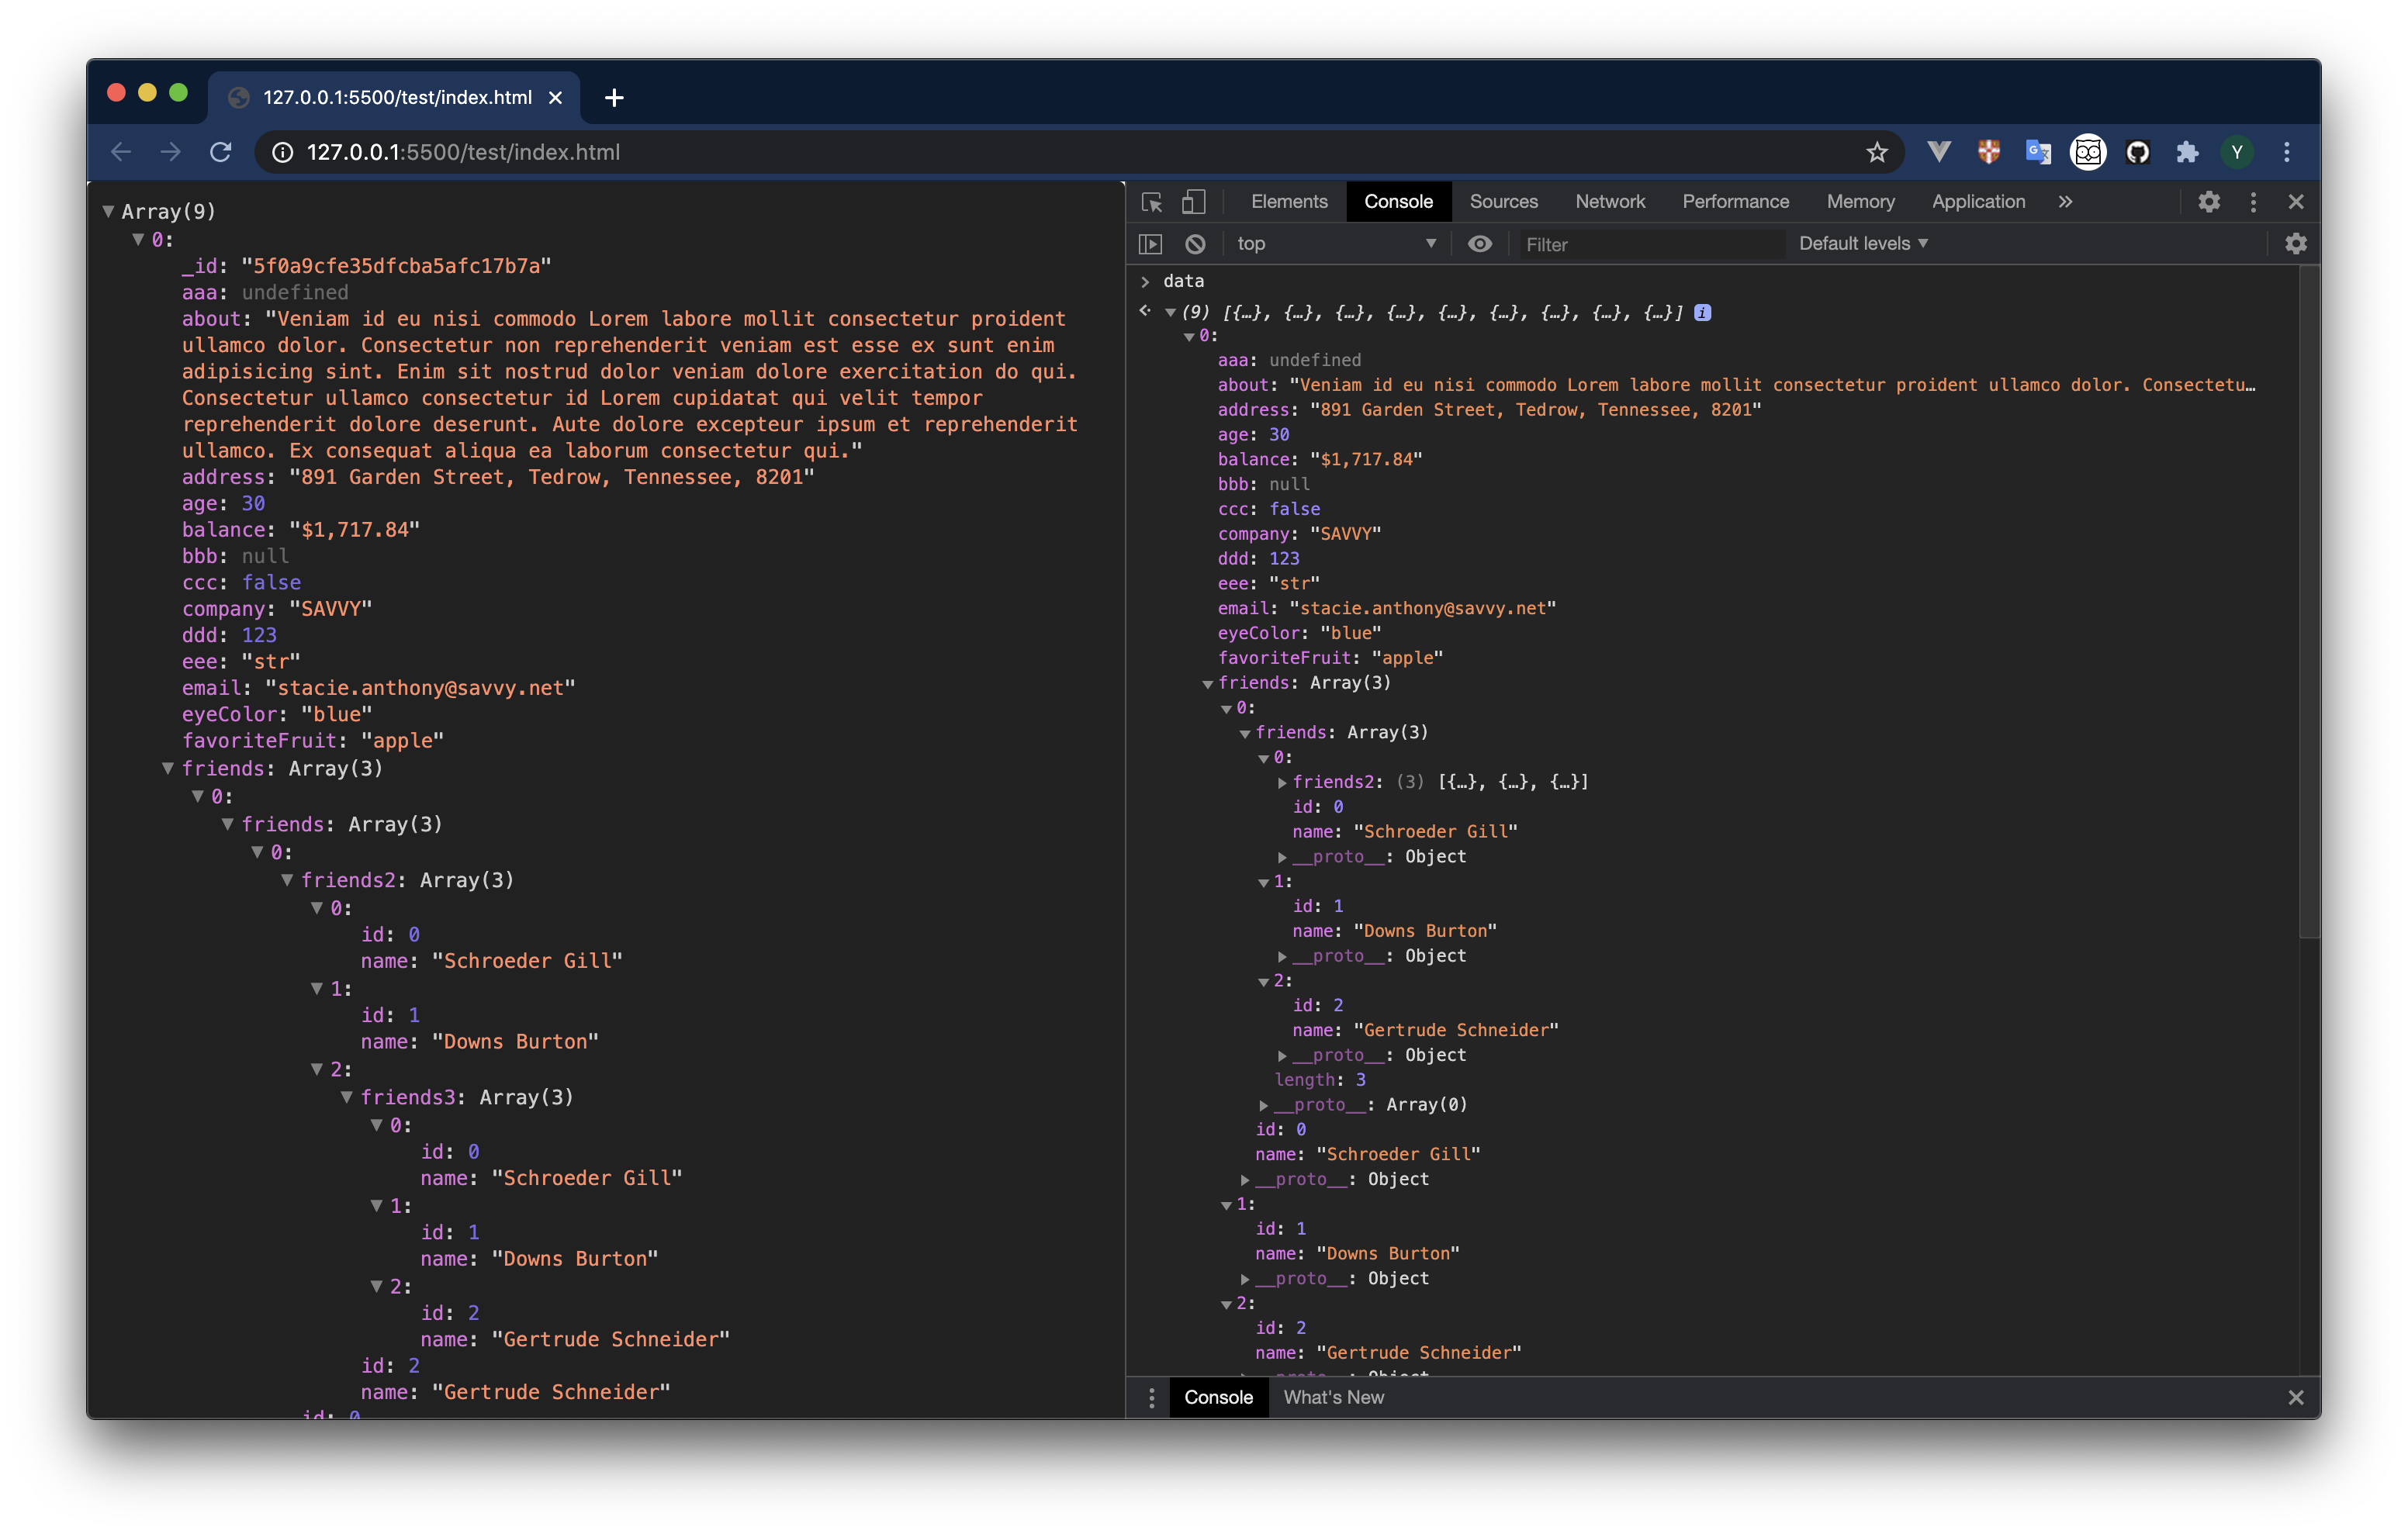 127.0.0.1:5500/test/index.html
127.0.0.1:5500/test/index.html
Y
Array(9)
0:
_id: "5f0a9cfe35dfcba5afc17b7a"
aaa: undefined
about: "Veniam id eu nisi commodo Lorem labore mollit consectetur proident
ullamco dolor. Consectetur non reprehenderit veniam est esse ex sunt enim
adipisicing sint. Enim sit nostrud dolor veniam dolore exercitation do qui.
Consectetur ullamco consectetur id Lorem cupidatat qui velit tempor
reprehenderit dolore deserunt. Aute dolore excepteur ipsum et reprehenderit
ullamco. Ex consequat aliqua ea laborum consectetur qui."
address: "891 Garden Street, Tedrow, Tennessee, 8201"
age: 30
balance: "$1,717.84"
bbb: null
ccc: false
company: "SAVVY"
ddd: 123
eee: "str"
email: "stacie.anthony@savvy.net"
eyeColor: "blue"
favoriteFruit: "apple"
friends: Array(3)
0:
friends: Array(3)
0:
friends2: Array(3)
0:
id: 0
name: "Schroeder Gill"
1:
id: 1
name: "Downs Burton"
2:
friends3: Array(3)
0:
id: 0
name: "Schroeder Gill"
1:
id: 1
name: "Downs Burton"
2:
id: 2
name: "Gertrude Schneider"
id: 2
name: "Gertrude Schneider"
id: 0
Elements Console Sources Network Performance Memory Application »
top Filter Default levels
data
(9) [{…}, {…}, {…}, {…}, {…}, {…}, {…}, {…}, {…}] i
0:
aaa: undefined
about: "Veniam id eu nisi commodo Lorem labore mollit consectetur proident ullamco dolor. Consectetu…
address: "891 Garden Street, Tedrow, Tennessee, 8201"
age: 30
balance: "$1,717.84"
bbb: null
ccc: false
company: "SAVVY"
ddd: 123
eee: "str"
email: "stacie.anthony@savvy.net"
eyeColor: "blue"
favoriteFruit: "apple"
friends: Array(3)
0:
friends: Array(3)
0:
friends2: (3) [{…}, {…}, {…}]
id: 0
name: "Schroeder Gill"
__proto__: Object
1:
id: 1
name: "Downs Burton"
__proto__: Object
2:
id: 2
name: "Gertrude Schneider"
__proto__: Object
length: 3
__proto__: Array(0)
id: 0
name: "Schroeder Gill"
__proto__: Object
1:
id: 1
name: "Downs Burton"
__proto__: Object
2:
id: 2
name: "Gertrude Schneider"
__proto__: Object
Console What's New